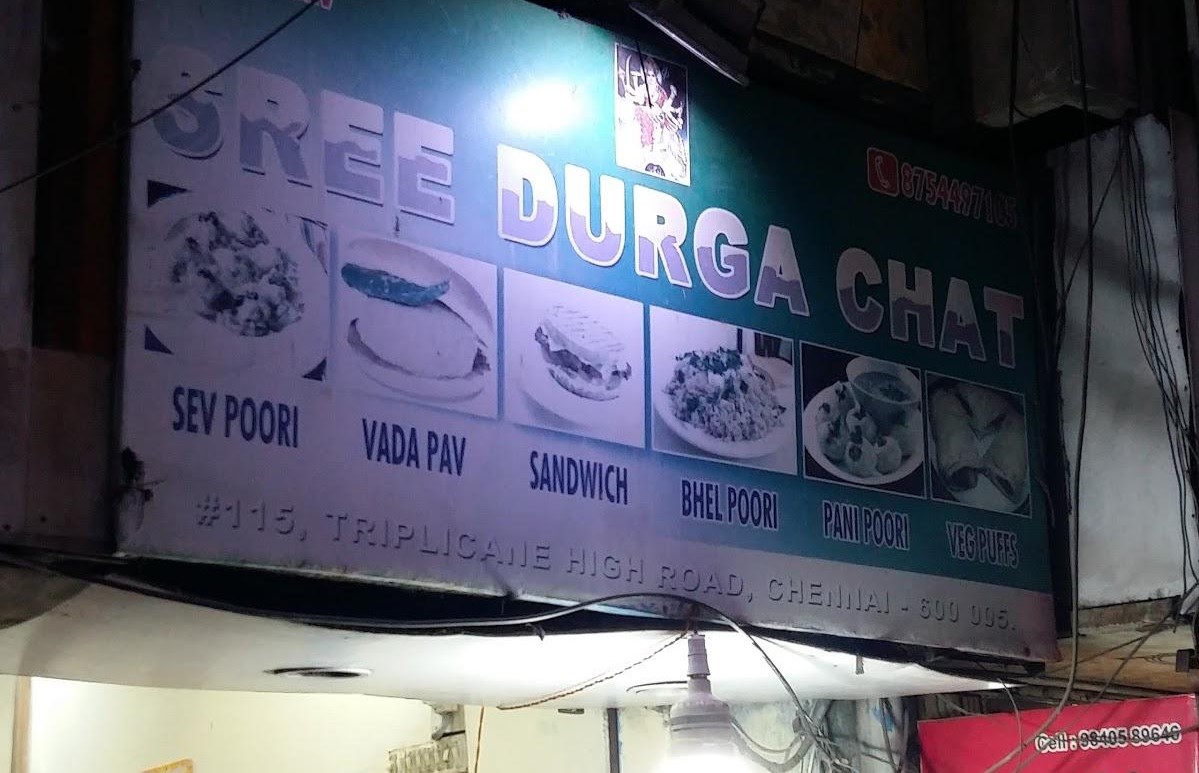 8754497105
SREE DURGA CHAT
SEV POORI
VADA PAV
SANDWICH
BHEL POORI
PANI POORI
VEG PUFFS
#115, TRIPLICANE HIGH ROAD, CHENNAI - 600 005.
Cell : 98405 89646